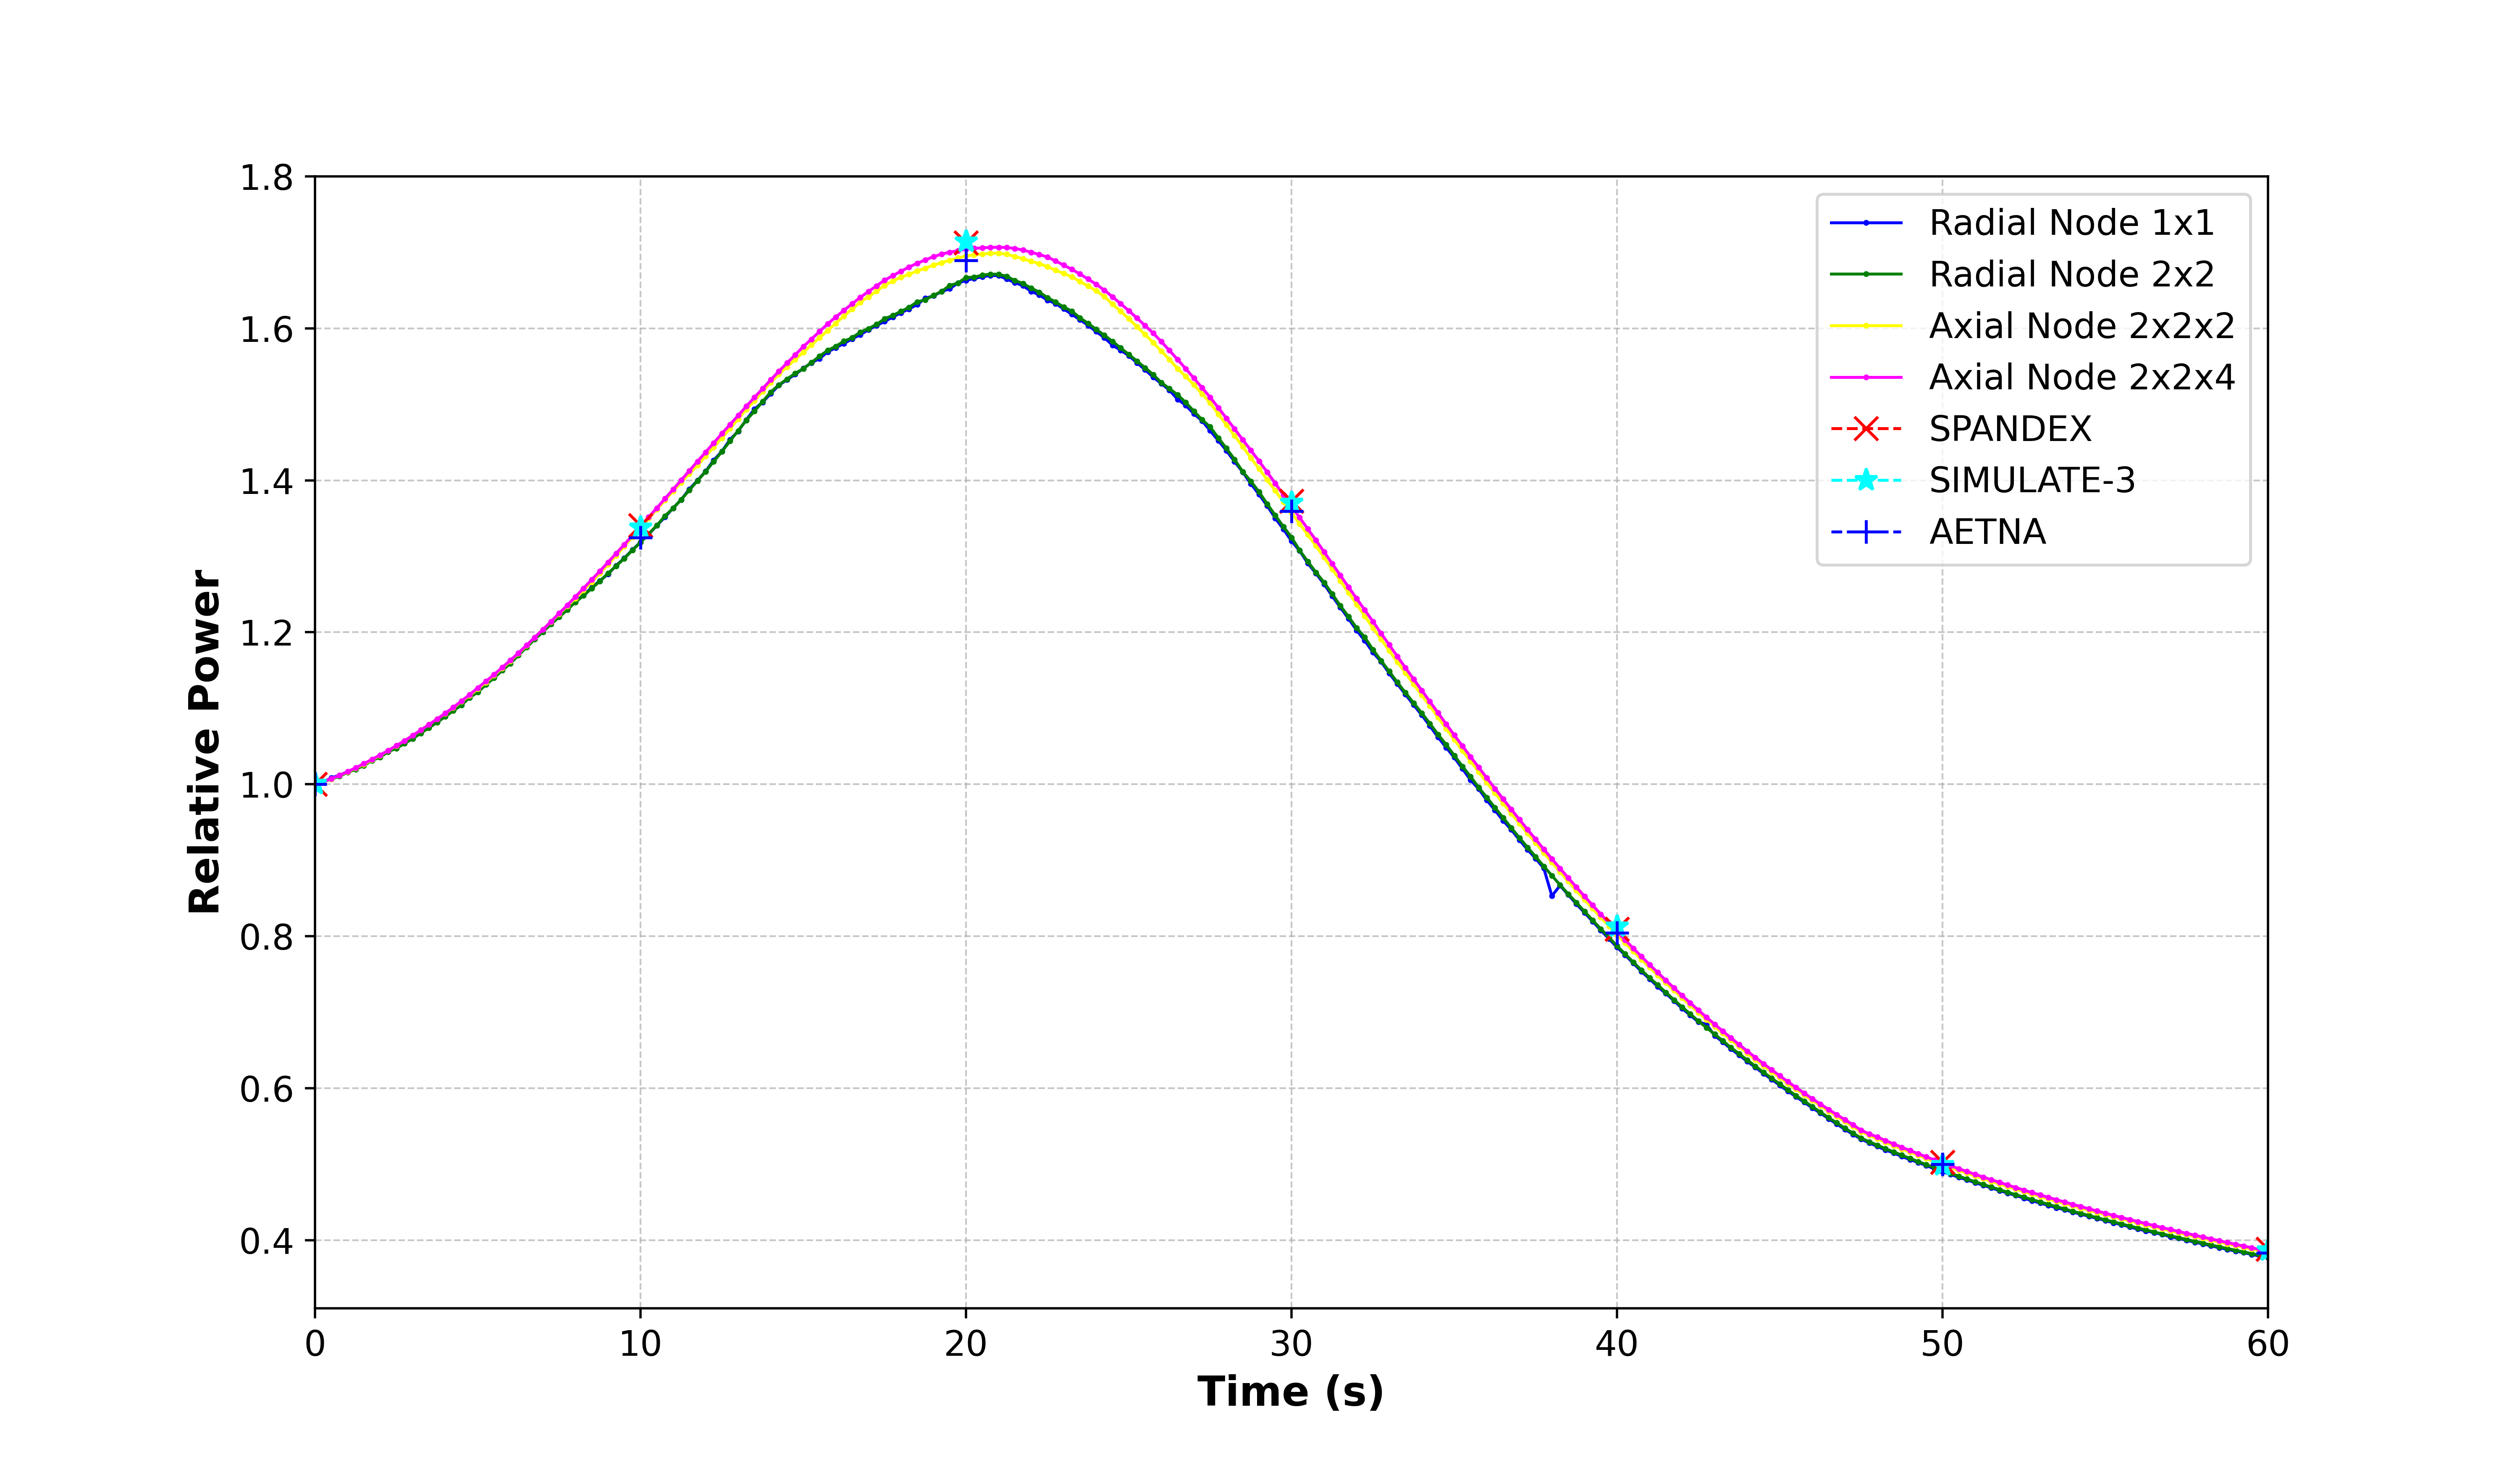 1.8
1.6
1.4
1.2
1.0
0.8
0.6
0.4
Relative Power
0 10 20 30 40 50 60
Time (s)
Radial Node 1x1
Radial Node 2x2
Axial Node 2x2x2
Axial Node 2x2x4
SPANDEX
SIMULATE-3
AETNA